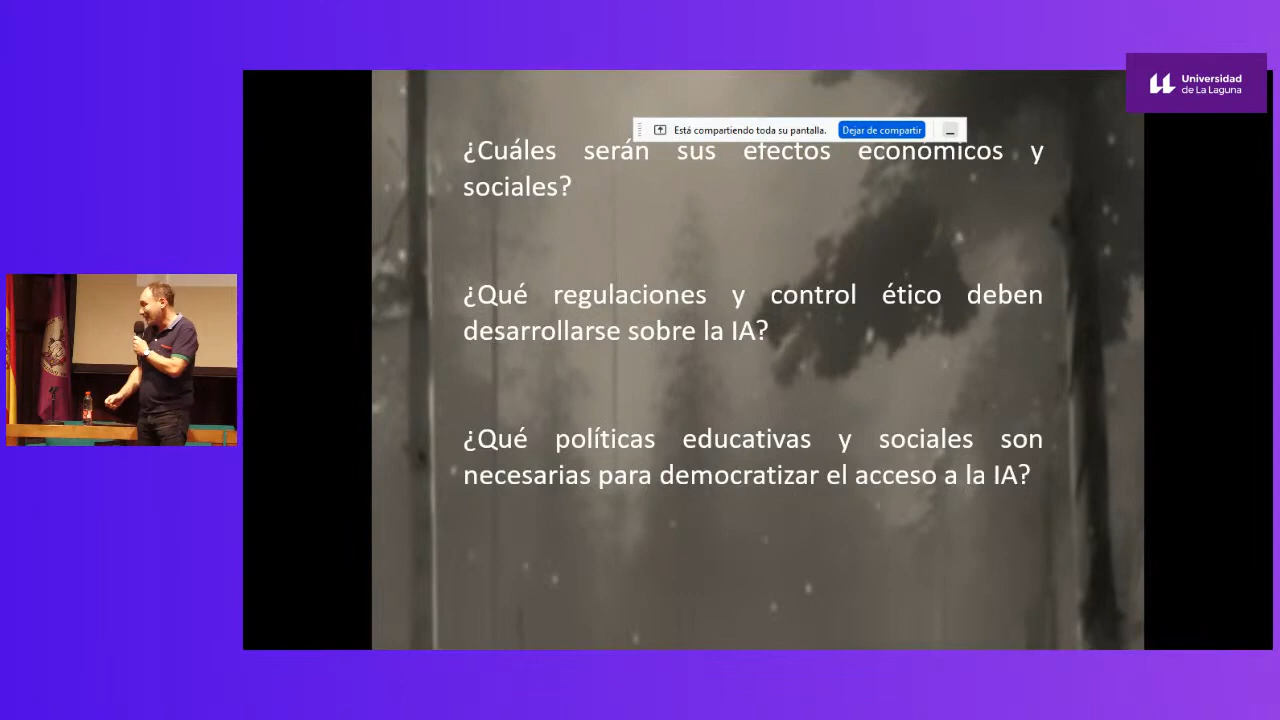 Universidad
de La Laguna
Está compartiendo toda su pantalla. Dejar de compartir
¿Cuáles serán sus efectos económicos y
sociales?
¿Qué regulaciones y control ético deben
desarrollarse sobre la IA?
¿Qué políticas educativas y sociales son
necesarias para democratizar el acceso a la IA?